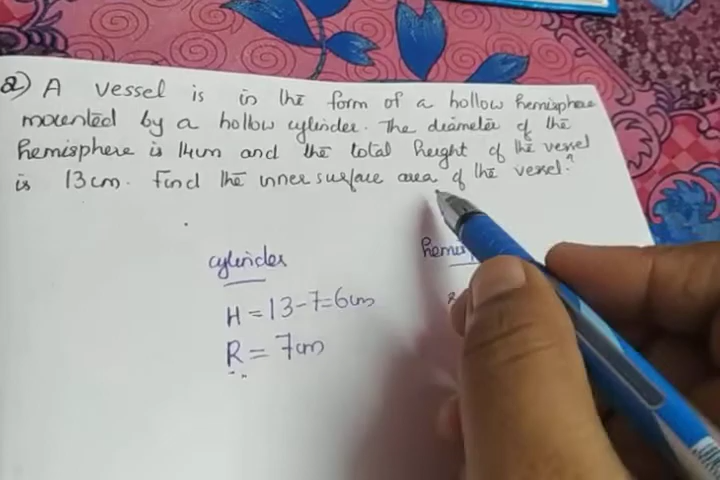 2) A vessel is in the form of a hollow hemisphere
mounted by a hollow cylinder. The diameter of the
hemisphere is 14cm and the total height of the vessel
is 13cm. Find the inner surface area of the vessel?
cylinder
H = 13-7=6cm
R = 7cm